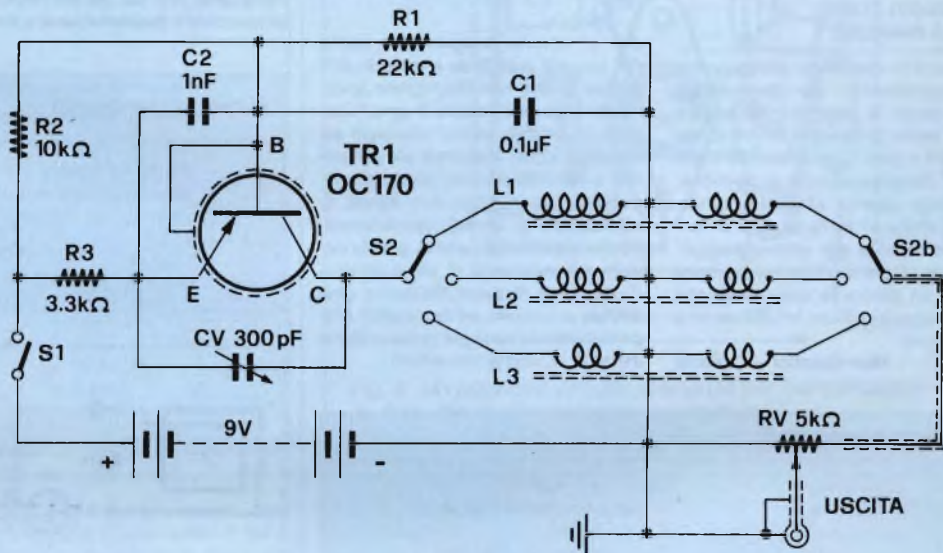 R1
22kΩ
C2
1nF
C1
0.1µF
R2
10kΩ
B
TR1
OC170
L1
S2
S2b
R3
3.3kΩ
E
C
L2
CV 300pF
S1
L3
9V
+
-
RV 5kΩ
USCITA